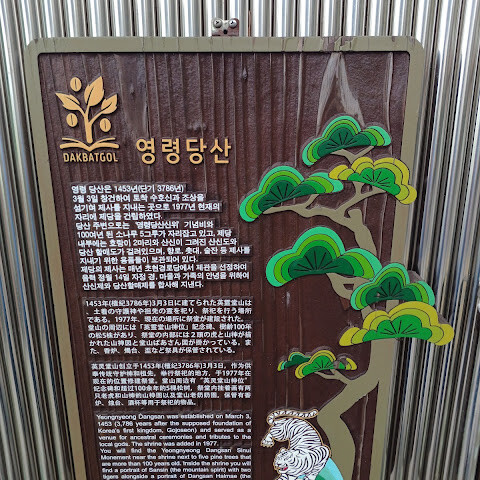 DAKBATGOL
영령당산
영령 당산은 1453년(단기 3786년)
3월 3일 창건하여 토착 수호신과 조상을
섬기며 제사를 지내는 곳으로 1977년 현재의
자리에 제당을 건립하였다.
당산 주변으로는 '영령당산신위' 기념비와
100여년 된 소나무 5그루가 자리잡고 있고, 제당
내부에는 호랑이 2마리와 산신이 그려진 산신도와
당산 할매도가 걸려있으며, 향로, 촛대, 술잔 등 제사를
지내기 위한 용품들이 보관되어 있다.
제당의 제사는 매년 초현경로당에서 제관을 선정하여
음력 정월 14일 자정 경, 마을과 가족의 안녕을 위하여
산신제와 당산할매제를 합사해 지낸다.
1453年(檀紀3786年)3月3日に建てられた英霊堂山は
、土着の守護神や祖先の霊を祀り、祭祀を行う場所
である。1977年、現在の場所に祭堂が建立された。
堂山の周辺には「英霊堂山神位」記念碑、樹齢100年
の松5株があり、祭堂の内部には2頭の虎と山神が描
かれた山神図と堂山ばあさん図が掛かっている。ま
た、香炉、燭台、盃など祭具が保管されている。
英灵堂山创立于1453年(檀纪3786年)3月3日，作为供
奉传统守护神和祖先、举行祭祀的地方，于1977年在
现在的位置修建祭堂。堂山周边有“英灵堂山神位”
纪念碑和超过100余年的5棵松树，祭堂内挂着画有两
只老虎和山神的山神图以及堂山老奶奶图，保管有香
炉、烛台、酒杯等用于祭祀的物品。
Yeongnyeong Dangsan was established on March 3,
1453 (3,786 years after the supposed foundation of
Korea's first kingdom, Gojoseon) and served as a
venue for ancestral ceremonies and tributes to the
local gods. The shrine was added in 1977.
You will find the Yeongnyeong Dangsan Sinui
Monement near the shrine next to five pine trees that
are more than 100 years old. Inside the shrine you will
find a portrait of Sansin (the mountain spirit) with two
tigers alongside a portrait of Dangsan Halmae (the